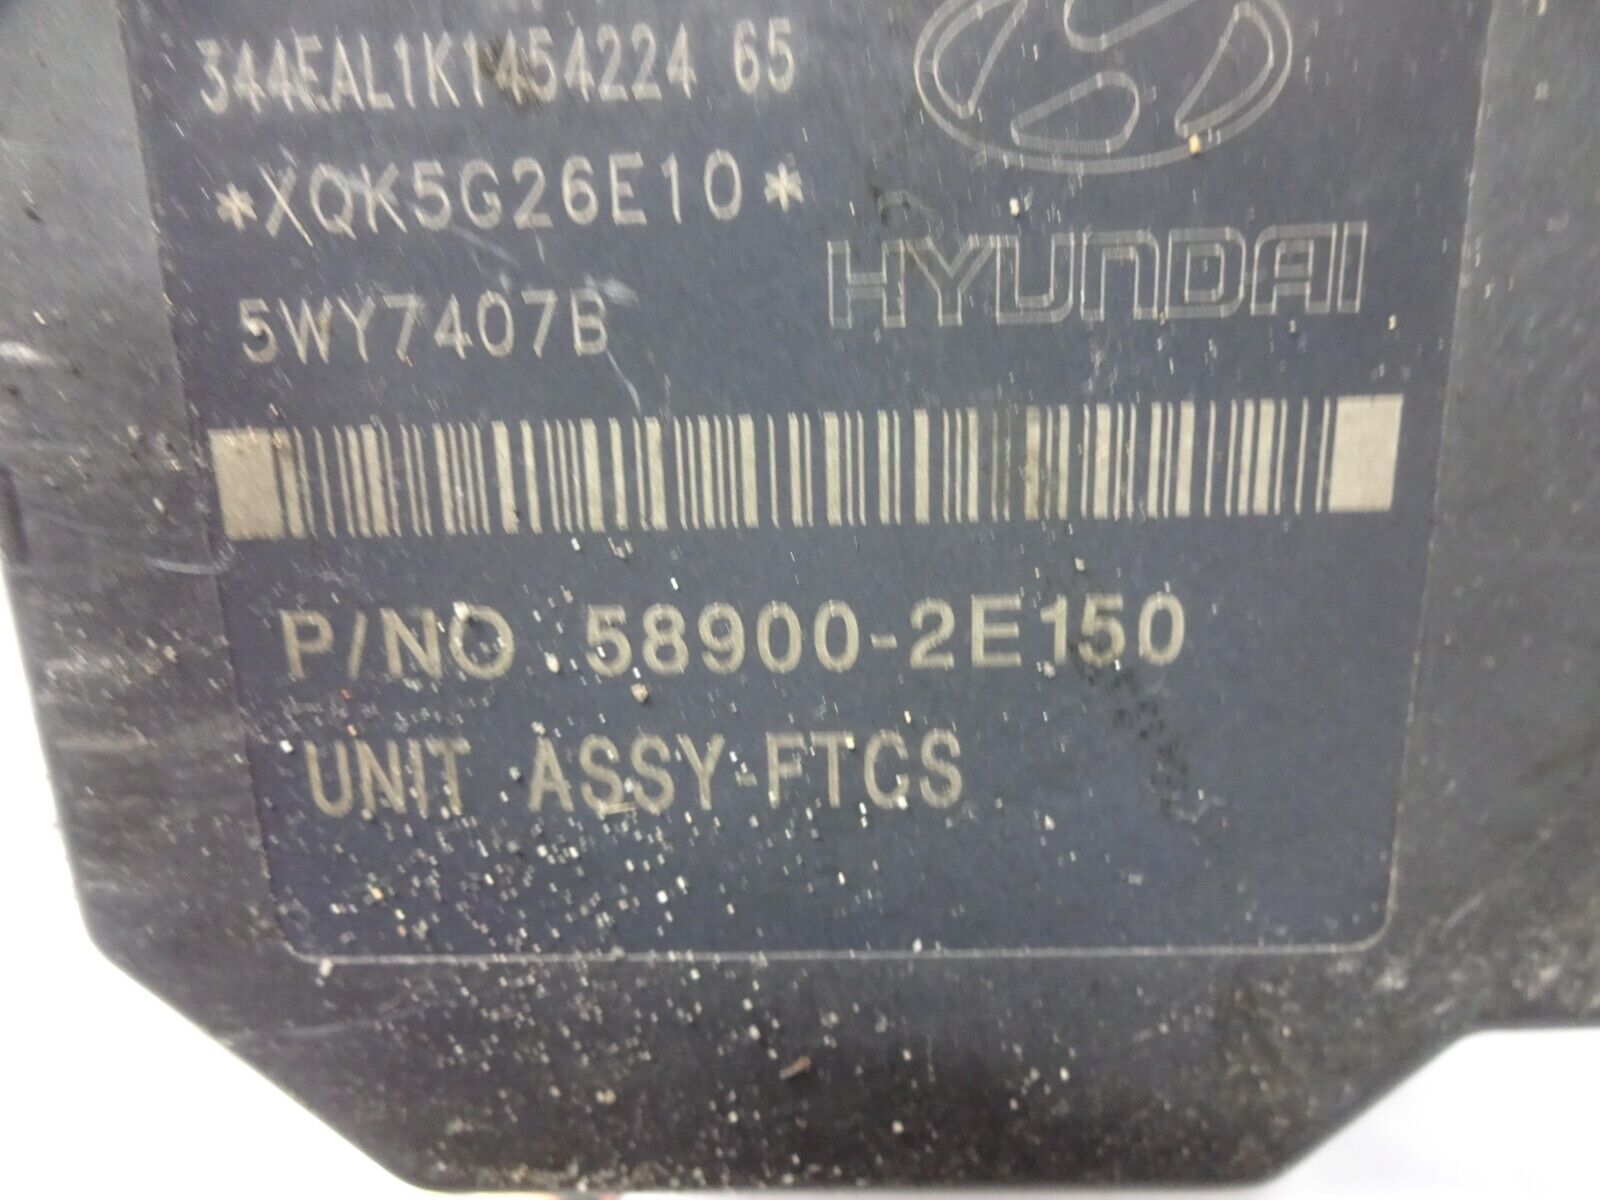 344EAL1K1454224 65
*XQK5G26E10*
HYUNDAI
5WY7407B
P/NO 58900-2E150
UNIT ASSY-FTCS